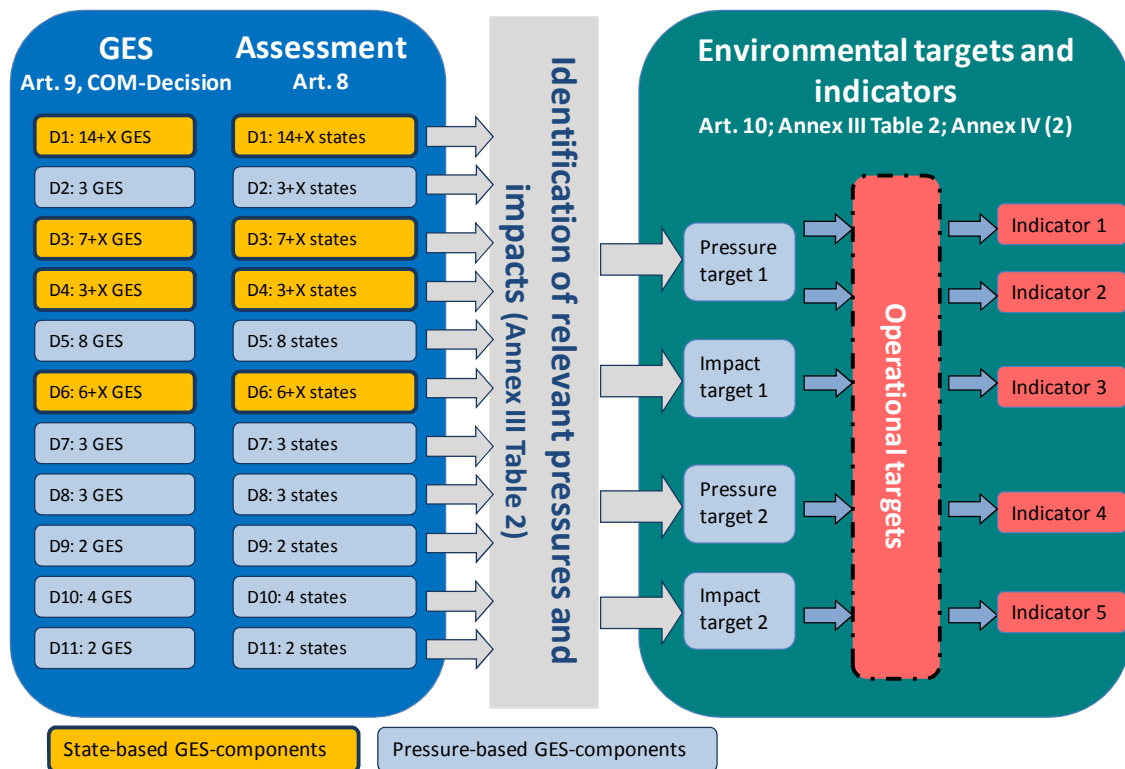 GES
Art. 9, COM-Decision
Assessment
Art. 8
D1: 14+X GES
D1: 14+X states
D2: 3 GES
D2: 3+X states
D3: 7+X GES
D3: 7+X states
D4: 3+X GES
D4: 3+X states
D5: 8 GES
D5: 8 states
D6: 6+X GES
D6: 6+X states
D7: 3 GES
D7: 3 states
D8: 3 GES
D8: 3 states
D9: 2 GES
D9: 2 states
D10: 4 GES
D10: 4 states
D11: 2 GES
D11: 2 states
Identification of relevant pressures and
impacts (Annex III Table 2)
Environmental targets and
indicators
Art. 10; Annex III Table 2; Annex IV (2)
Pressure
target 1
Impact
target 1
Pressure
target 2
Impact
target 2
Operational targets
Indicator 1
Indicator 2
Indicator 3
Indicator 4
Indicator 5
State-based GES-components
Pressure-based GES-components